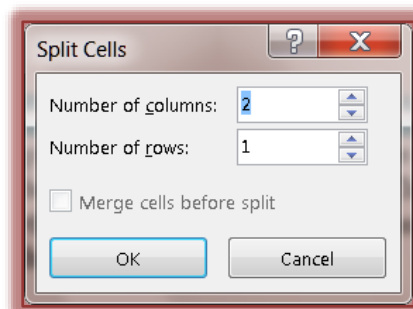 Split Cells
Number of columns: 2
Number of rows: 1
Merge cells before split
OK Cancel